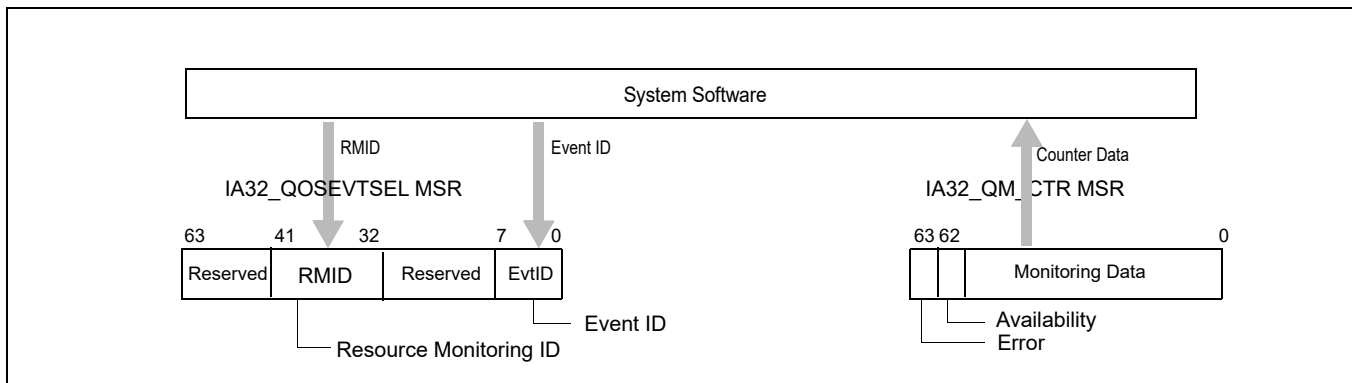 System Software
RMID
Event ID
Counter Data
IA32_QOSEVTSEL MSR
IA32_QM_CTR MSR
63 41 32 7 0
63 62 0
Reserved RMID Reserved EvtID
Monitoring Data
Event ID
Resource Monitoring ID
Availability
Error